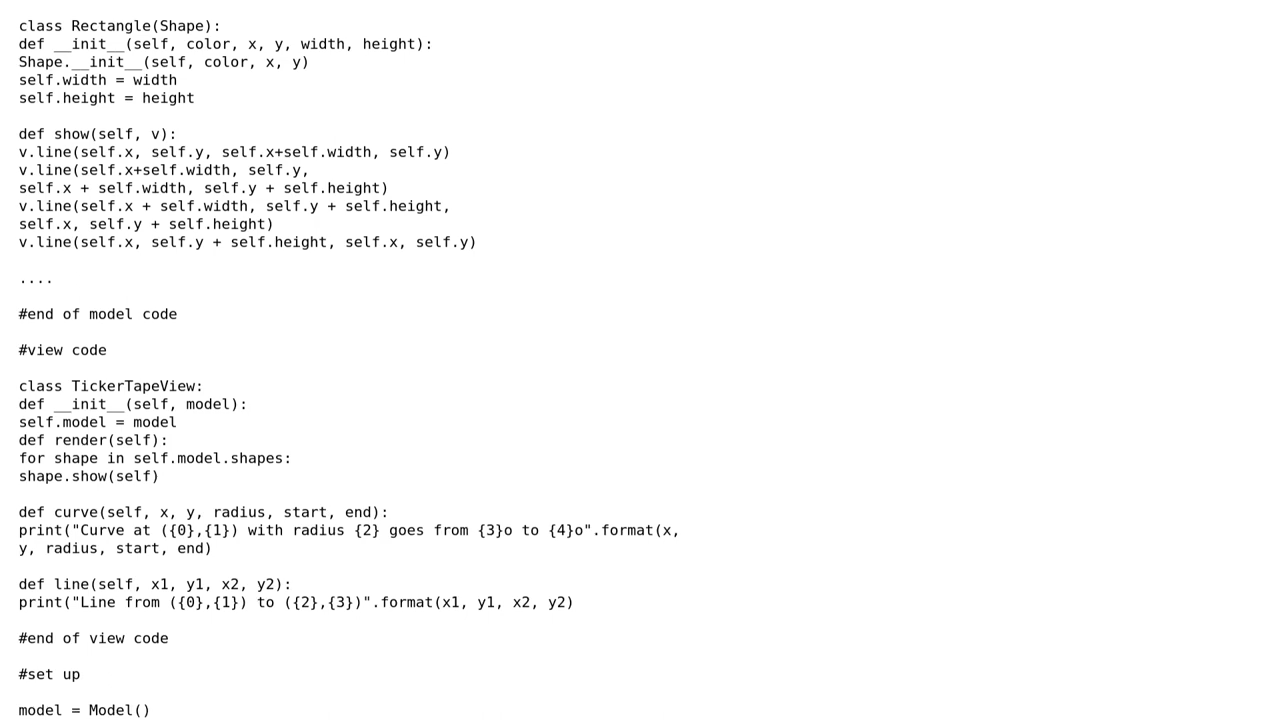 class Rectangle(Shape):
def __init__(self, color, x, y, width, height):
Shape.__init__(self, color, x, y)
self.width = width
self.height = height
def show(self, v):
v.line(self.x, self.y, self.x+self.width, self.y)
v.line(self.x+self.width, self.y,
self.x + self.width, self.y + self.height)
v.line(self.x + self.width, self.y + self.height,
self.x, self.y + self.height)
v.line(self.x, self.y + self.height, self.x, self.y)
....
#end of model code
#view code
class TickerTapeView:
def __init__(self, model):
self.model = model
def render(self):
for shape in self.model.shapes:
shape.show(self)
def curve(self, x, y, radius, start, end):
print("Curve at ({0},{1}) with radius {2} goes from {3}o to {4}o".format(x,
y, radius, start, end)
def line(self, x1, y1, x2, y2):
print("Line from ({0},{1}) to ({2},{3})".format(x1, y1, x2, y2)
#end of view code
#set up
model = Model()